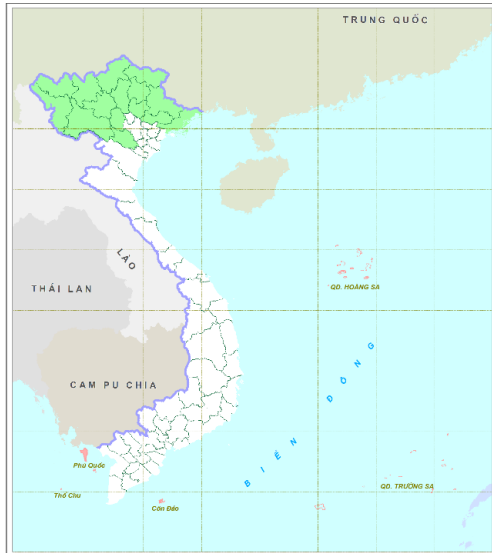 TRUNG QUỐC
LÀO
THÁI LAN
QĐ. HOÀNG SA
CAM PU CHIA
BIỂN ĐÔNG
Phú Quốc
QĐ. TRƯỜNG SA
Thổ Chu
Côn Đảo